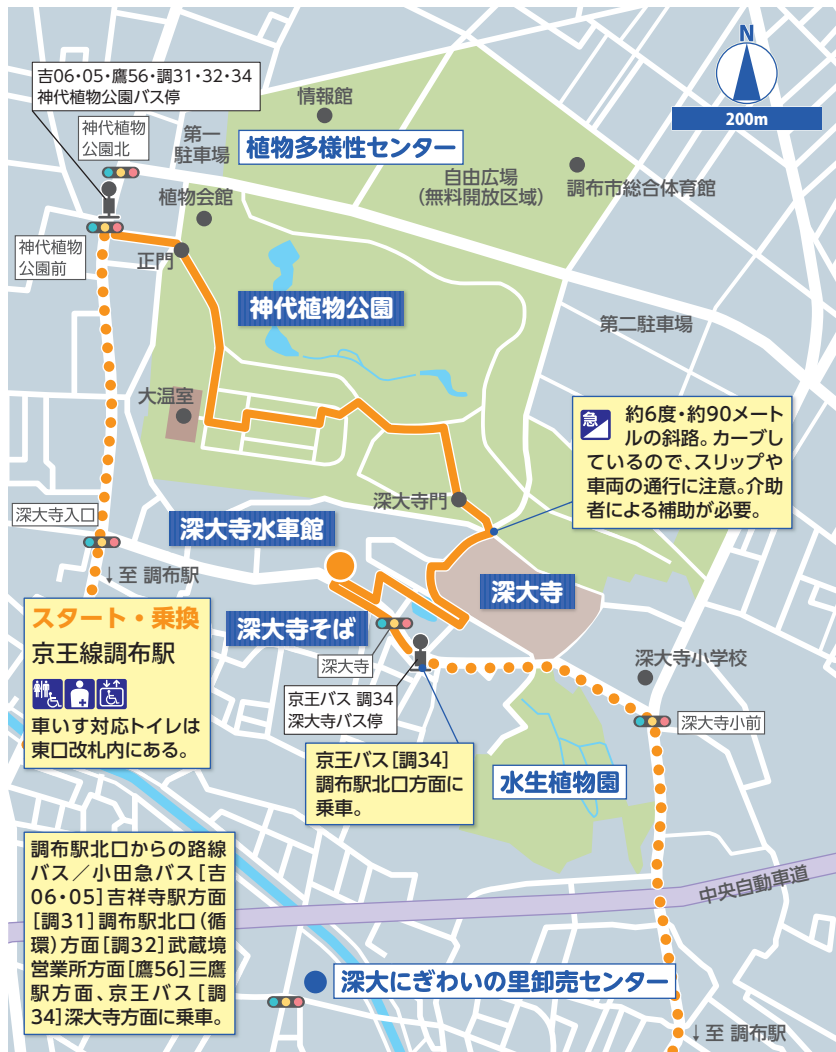 吉06・05・鷹56・調31・32・34
神代植物公園バス停
N
200m
神代植物
公園北
第一
駐車場
情報館
植物多様性センター
自由広場
(無料開放区域)
調布市総合体育館
植物会館
神代植物
公園前
正門
神代植物公園
第二駐車場
大温室
急
約6度・約90メート
ルの斜路。カーブし
ているので、スリップや
車両の通行に注意。介助
者による補助が必要。
深大寺門
深大寺入口
深大寺水車館
↓至 調布駅
深大寺
スタート・乗換
京王線調布駅
車いす対応トイレは
東口改札内にある。
深大寺そば
深大寺
深大寺小学校
京王バス 調34
深大寺バス停
深大寺小前
京王バス[調34]
調布駅北口方面に
乗車。
水生植物園
調布駅北口からの路線
バス/小田急バス[吉
06・05]吉祥寺駅方面
[調31]調布駅北口(循
環)方面[調32]武蔵境
営業所方面[鷹56]三鷹
駅方面、京王バス[調
34]深大寺方面に乗車。
中央自動車道
深大にぎわいの里卸売センター
↓至 調布駅